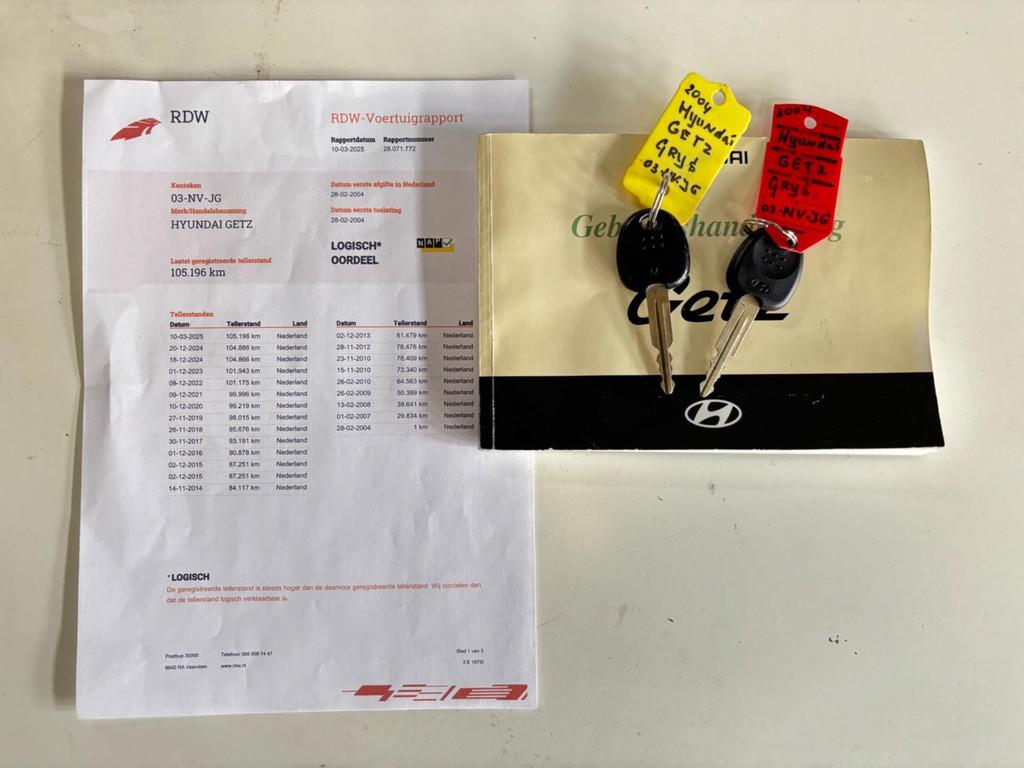 RDW
RDW-Voertuigrapport
Rapportdatum Rapportnummer
10-03-2025 28.071.772
Kenteken
03-NV-JG
Merk/Handelsbenaming
HYUNDAI GETZ
Datum eerste afgifte in Nederland
28-02-2004
Datum eerste toelating
28-02-2004
LOGISCH*
OORDEEL
NAP
Laatst geregistreerde tellerstand
105.196 km
Tellerstanden
Datum Tellerstand Land
10-03-2025 105.196 km Nederland
20-12-2024 104.886 km Nederland
18-12-2024 104.866 km Nederland
01-12-2023 101.943 km Nederland
09-12-2022 101.175 km Nederland
09-12-2021 99.996 km Nederland
10-12-2020 99.219 km Nederland
27-11-2019 98.015 km Nederland
26-11-2018 95.676 km Nederland
30-11-2017 93.191 km Nederland
01-12-2016 90.878 km Nederland
02-12-2015 87.251 km Nederland
02-12-2015 87.251 km Nederland
14-11-2014 84.117 km Nederland
Datum Tellerstand Land
02-12-2013 81.479 km Nederland
28-11-2012 78.476 km Nederland
23-11-2010 78.409 km Nederland
15-11-2010 73.340 km Nederland
26-02-2010 64.563 km Nederland
26-02-2009 50.389 km Nederland
13-02-2008 39.641 km Nederland
01-02-2007 29.834 km Nederland
28-02-2004 1 km Nederland
*LOGISCH
De geregistreerde tellerstand is steeds hoger dan de daarvoor geregistreerde tellerstand. Wij oordelen dan
dat de tellerstand logisch verklaarbaar is.
Postbus 30000 Telefoon 088 008 74 47
9640 RA Veendam www.rdw.nl
Blad 1 van 3
3 E 1679!
2004
Hyundai
GETZ
03-NV-JG
2004
Hyundai
GETZ
03-NV-JG
Getz